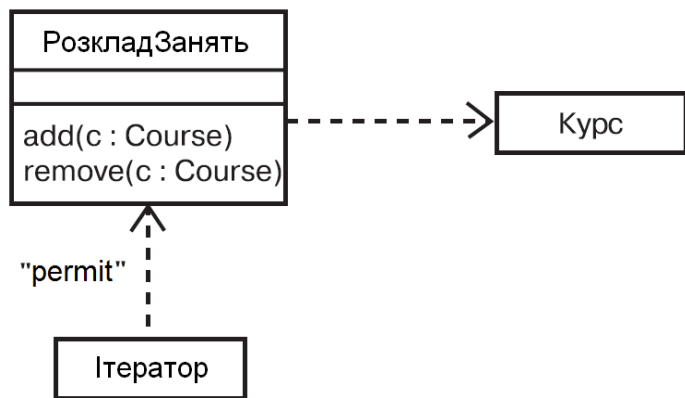 РозкладЗанять
add(c : Course)
remove(c : Course)
Курс
"permit"
Ітератор